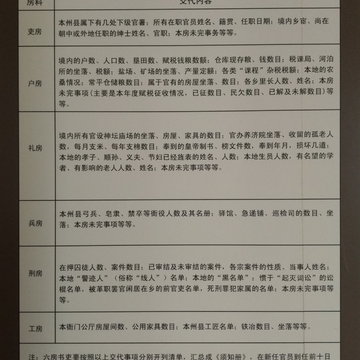 房科
交代内容
吏房
本州县属下有几处下级官署；所有在职官员姓名、籍贯、任职日期；境内乡宦、尚在
朝中或外地任职的绅士姓名、官职；本房未完事务等等。
户房
境内的户数、人口数、垦田数、赋税钱粮数额；仓库现存粮、钱数目；税课局、河泊
所的坐落、税额；盐场、矿场的坐落、产量定额；各类“课程”杂税税额；本地的农
桑情况；常平仓储粮数目；属于官有的房屋坐落、数目；各乡里长人数、姓名；本房
未完事项(主要是本年度赋税征收情况，已征数目、民欠数目、已解及未解数目)等
等。
礼房
境内所有官设神坛庙场的坐落、房屋、家具的数目；官办养济院坐落、收留的孤老人
数、每月支米、每年支棉数目；奉到的皇帝制书、榜文件数、奉到年月、损坏几道；
本地的孝子、顺孙、义夫、节妇已经旌表的姓名、人数；本地生员人数，有名望的学
者、有影响的老人人数、姓名；本房未完事项等等。
兵房
本州县弓兵、皂隶、禁卒等衙役人数及其名册；驿馆、急递铺、巡检司的数目、坐
落；本房未完事项等等。
刑房
在押囚徒人数、案件数目；已审结及未审结的案件，各宗案件的性质、当事人姓名；
本地“警迹人”（俗称“线人”）名单；本地的“黑名单”，惯于“起灭词讼”的讼
棍名单，被革职罢官闲居在乡的前官吏名单，死刑罪犯家属的名单；本房未完事项等
等。
工房
本衙门公厅房屋间数、公用家具数目；本州县工匠名单；铁冶数目、坐落等等。
注：六房书吏要按照以上交代事项分别开列清单，汇总成《须知册》，在新任官员到任前十日